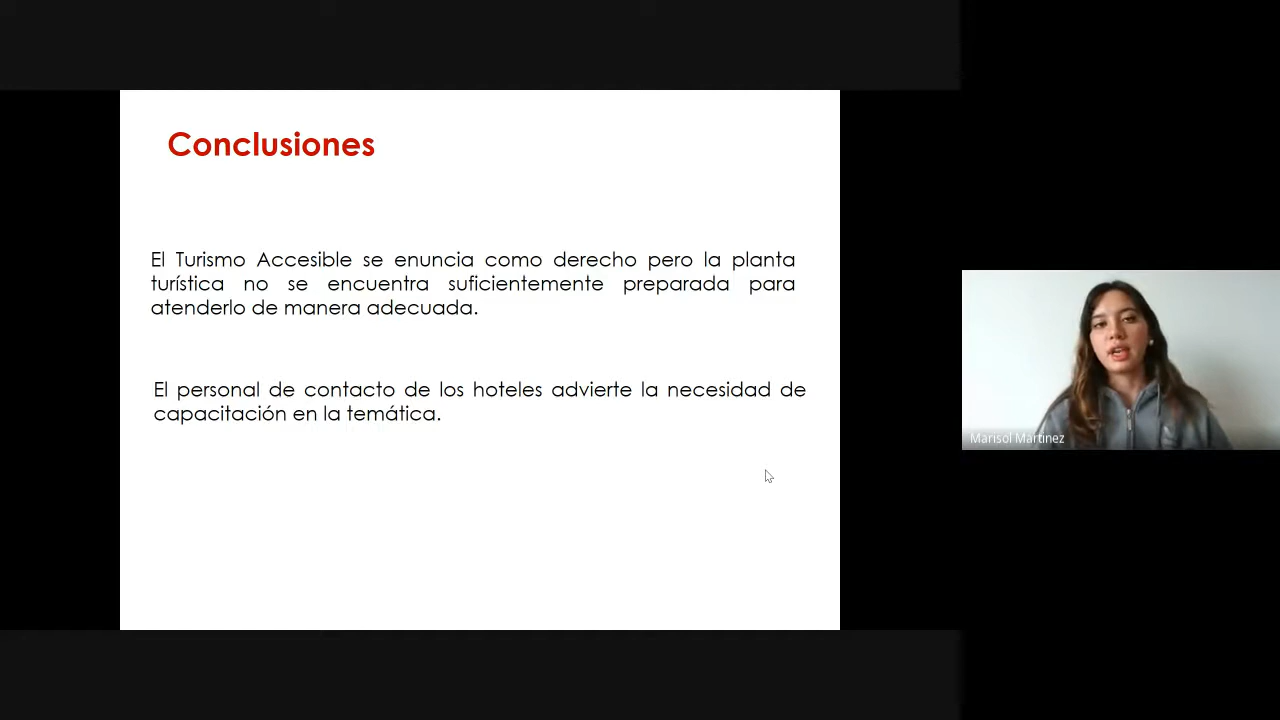 Conclusiones
El Turismo Accesible se enuncia como derecho pero la planta
turística no se encuentra suficientemente preparada para
atenderlo de manera adecuada.
El personal de contacto de los hoteles advierte la necesidad de
capacitación en la temática.
Marisol Martinez